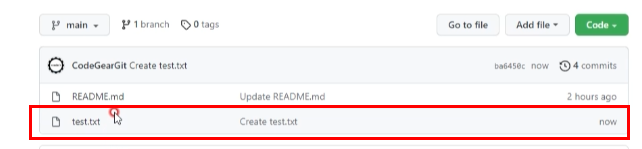 main 1 branch 0 tags Go to file Add file Code
CodeGearGit Create test.txt ba6450c now 4 commits
README.md Update README.md 2 hours ago
test.txt Create test.txt now